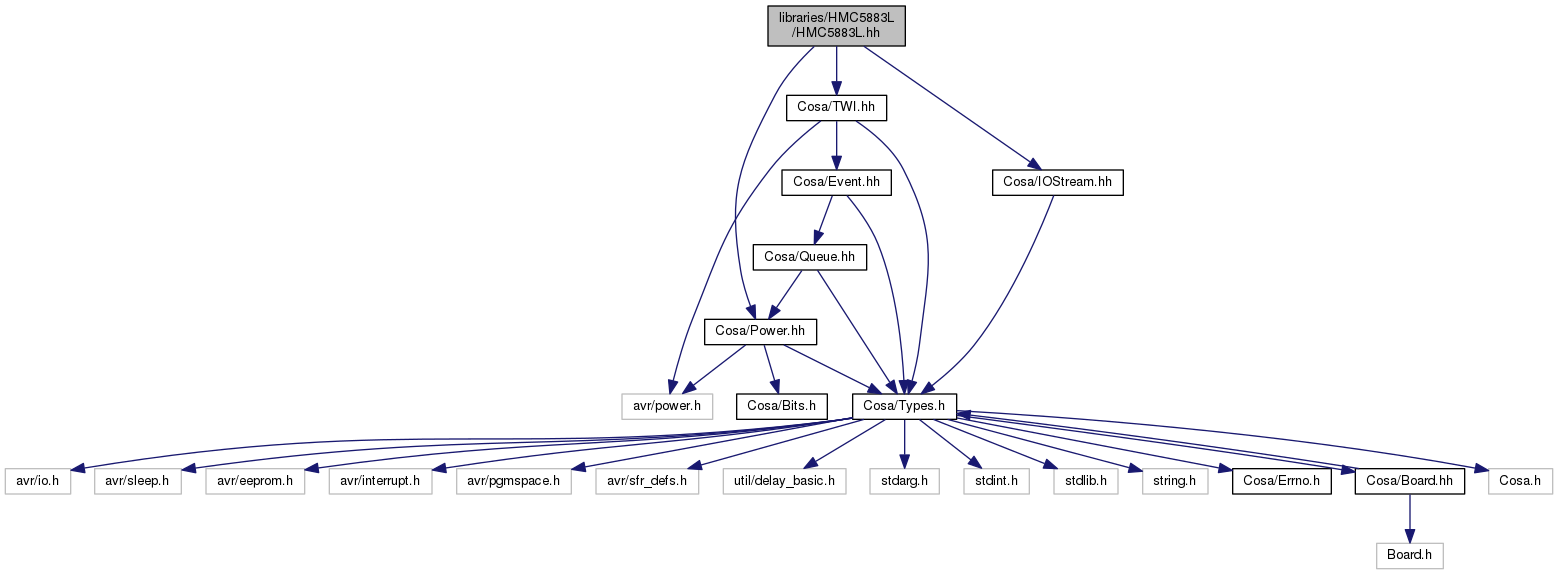 libraries/HMC5883L
/HMC5883L.hh
Cosa/TWI.hh
Cosa/Event.hh
Cosa/IOStream.hh
Cosa/Queue.hh
Cosa/Power.hh
avr/power.h
Cosa/Bits.h
Cosa/Types.h
avr/io.h
avr/sleep.h
avr/eeprom.h
avr/interrupt.h
avr/pgmspace.h
avr/sfr_defs.h
util/delay_basic.h
stdarg.h
stdint.h
stdlib.h
string.h
Cosa/Errno.h
Cosa/Board.hh
Cosa.h
Board.h